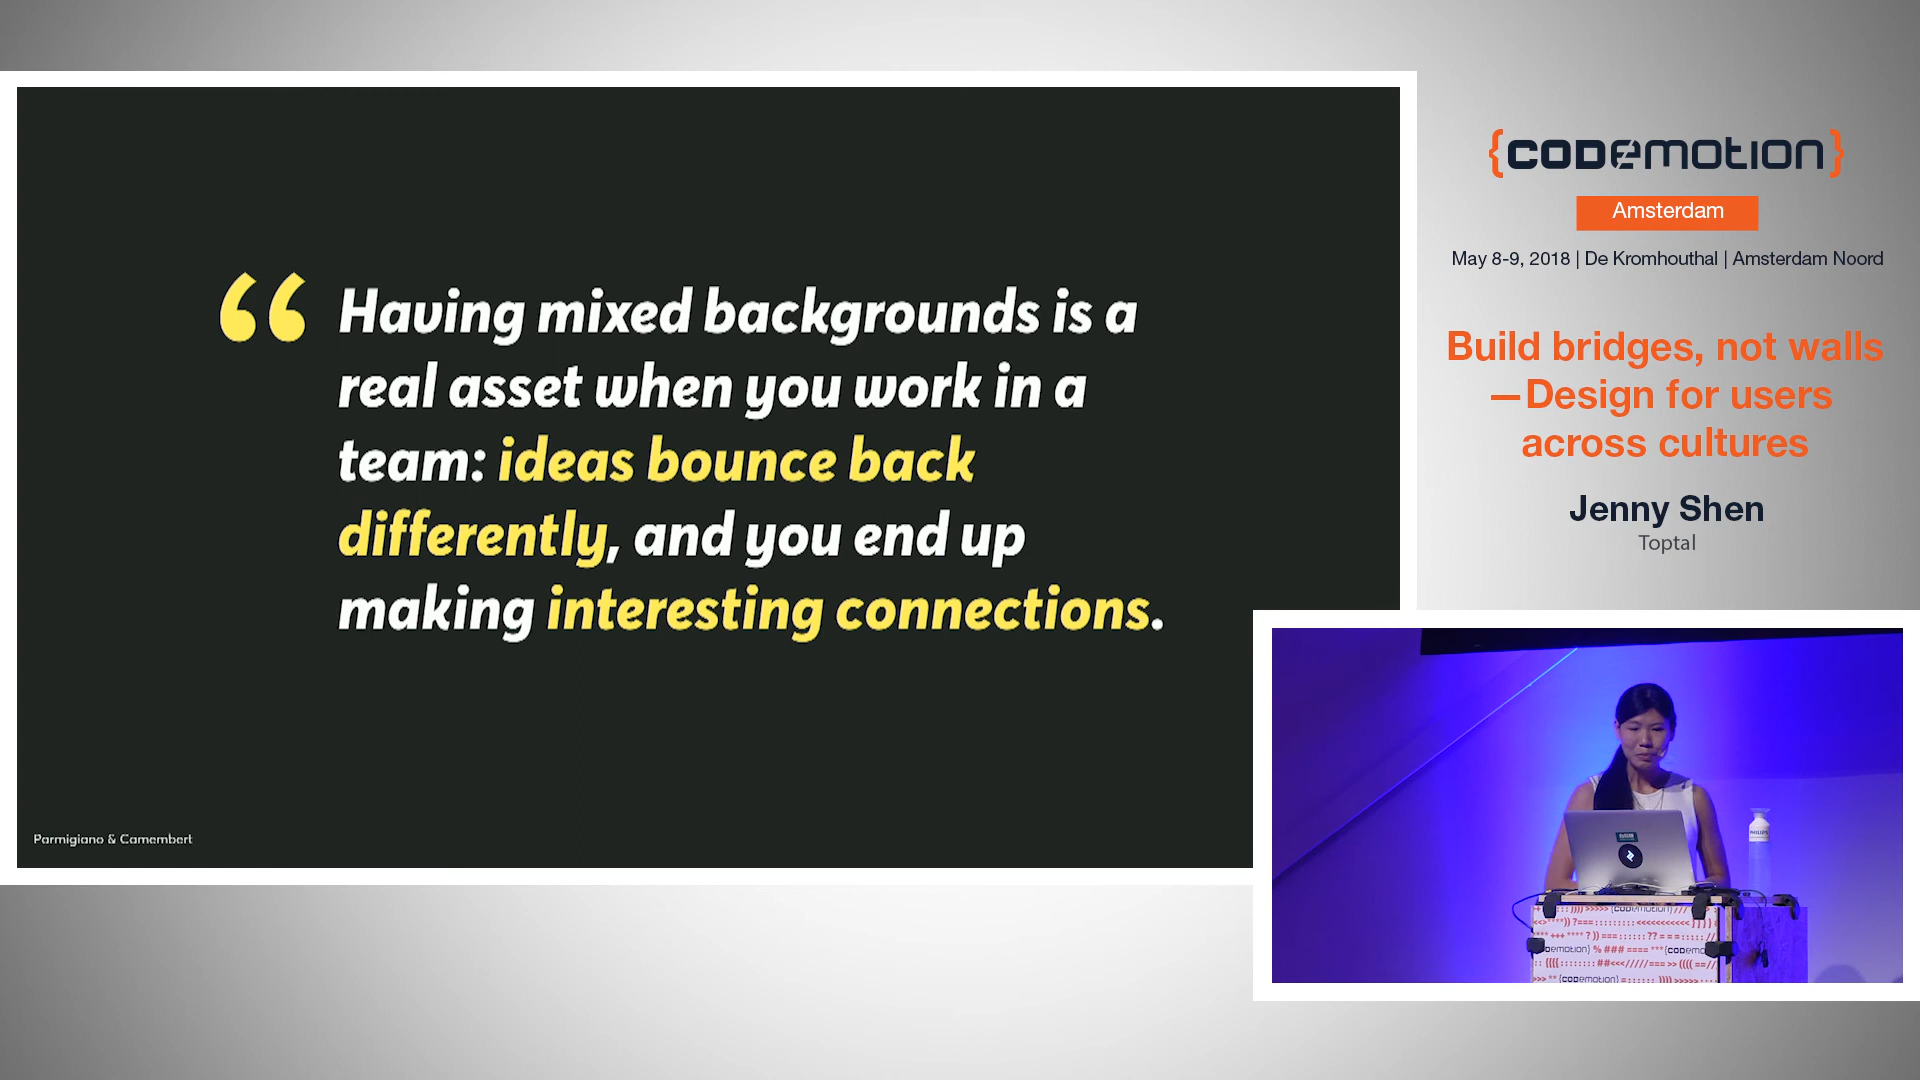 “
Having mixed backgrounds is a
real asset when you work in a
team: ideas bounce back
differently, and you end up
making interesting connections.
Parmigiano & Camembert
{CODEMOTION}
Amsterdam
May 8-9, 2018 | De Kromhouthal | Amsterdam Noord
Build bridges, not walls
—Design for users
across cultures
Jenny Shen
Toptal
PHILIPS